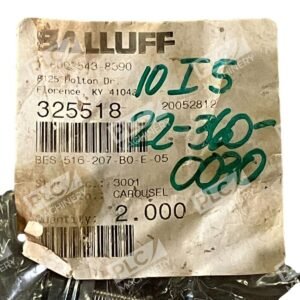 BALLUFF
1-800-543-8390
8125 Holton Dr.
Florence, KY 41042
10 IS
325518
20052812
22-360-
0030
BES-516-207-B0-E-05
3001
CAROUSEL
Quantity:
2.000